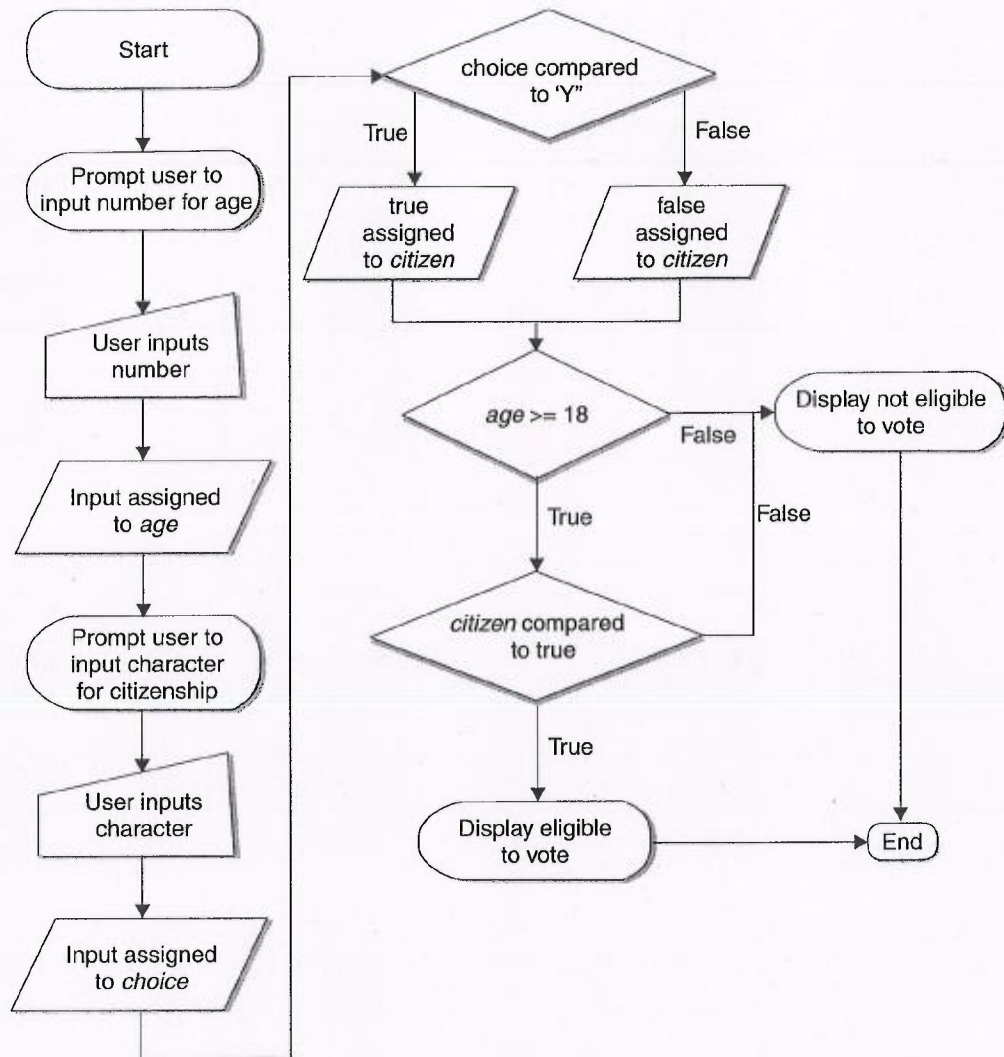 Start
Prompt user to
input number for age
User inputs
number
Input assigned
to age
Prompt user to
input character
for citizenship
User inputs
character
Input assigned
to choice
choice compared
to ‘Y”
True
False
true
assigned
to citizen
false
assigned
to citizen
age >= 18
False
Display not eligible
to vote
True
False
citizen compared
to true
True
Display eligible
to vote
End